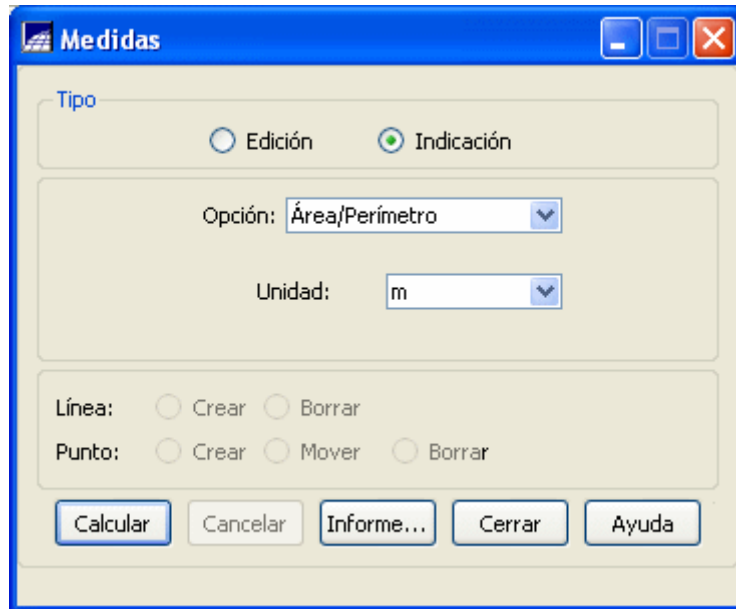 Medidas
Tipo
Edición Indicación
Opción: Área/Perímetro
Unidad: m
Línea: Crear Borrar
Punto: Crear Mover Borrar
Calcular Cancelar Informe... Cerrar Ayuda